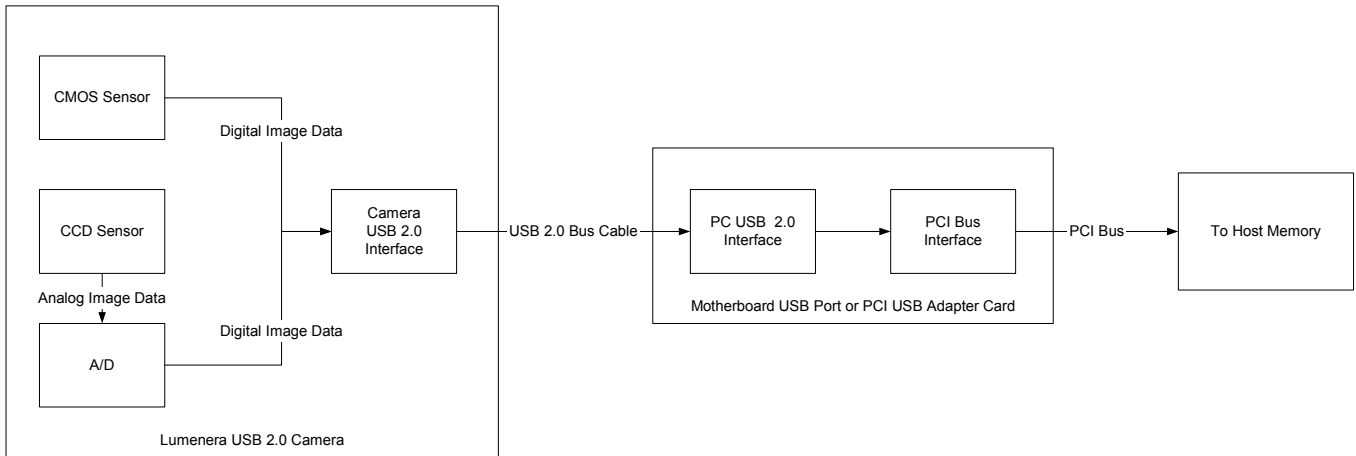 CMOS Sensor
Digital Image Data
CCD Sensor
Analog Image Data
A/D
Digital Image Data
Camera
USB 2.0
Interface
Lumenera USB 2.0 Camera
USB 2.0 Bus Cable
PC USB 2.0
Interface
PCI Bus
Interface
Motherboard USB Port or PCI USB Adapter Card
PCI Bus
To Host Memory